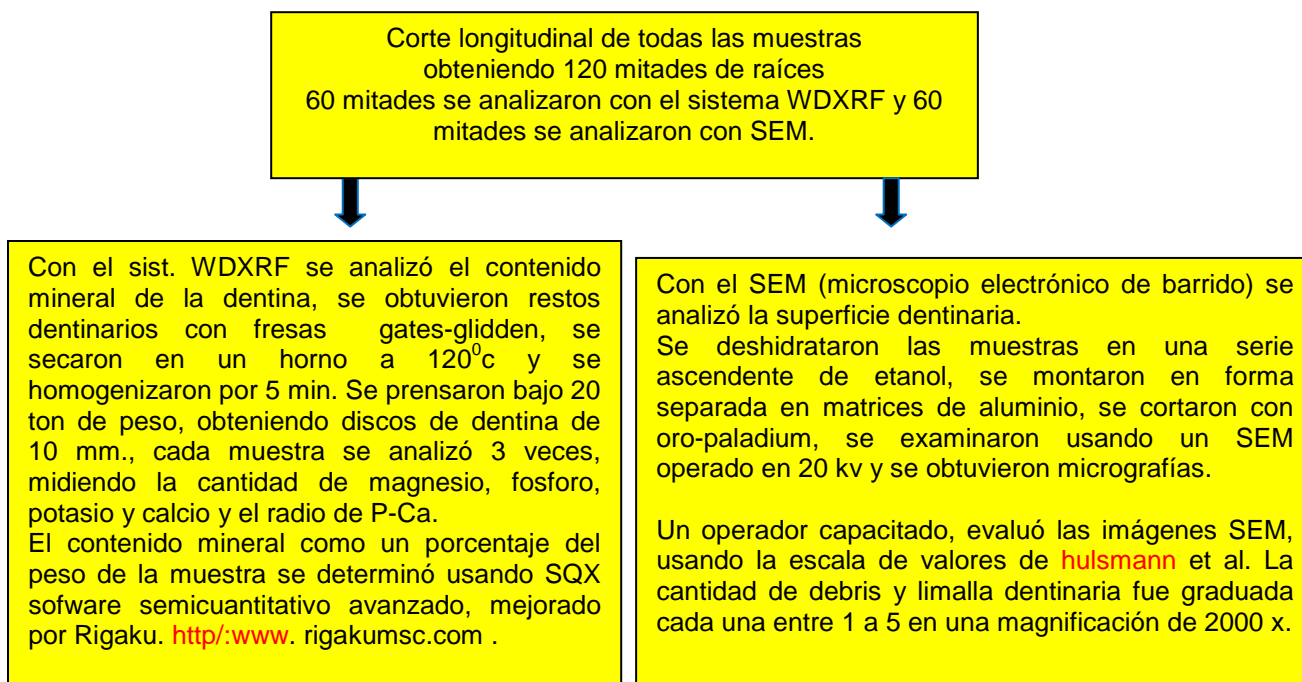 Corte longitudinal de todas las muestras
obteniendo 120 mitades de raíces
60 mitades se analizaron con el sistema WDXRF y 60
mitades se analizaron con SEM.
Con el sist. WDXRF se analizó el contenido
mineral de la dentina, se obtuvieron restos
dentinarios con fresas gates-glidden, se
secaron en un horno a 120⁰c y se
homogenizaron por 5 min. Se prensaron bajo 20
ton de peso, obteniendo discos de dentina de
10 mm., cada muestra se analizó 3 veces,
midiendo la cantidad de magnesio, fosforo,
potasio y calcio y el radio de P-Ca.
El contenido mineral como un porcentaje del
peso de la muestra se determinó usando SQX
sofware semicuantitativo avanzado, mejorado
por Rigaku. http/:www. rigakumsc.com .
Con el SEM (microscopio electrónico de barrido) se
analizó la superficie dentinaria.
Se deshidrataron las muestras en una serie
ascendente de etanol, se montaron en forma
separada en matrices de aluminio, se cortaron con
oro-paladium, se examinaron usando un SEM
operado en 20 kv y se obtuvieron micrografías.
Un operador capacitado, evaluó las imágenes SEM,
usando la escala de valores de hulsmann et al. La
cantidad de debris y limalla dentinaria fue graduada
cada una entre 1 a 5 en una magnificación de 2000 x.